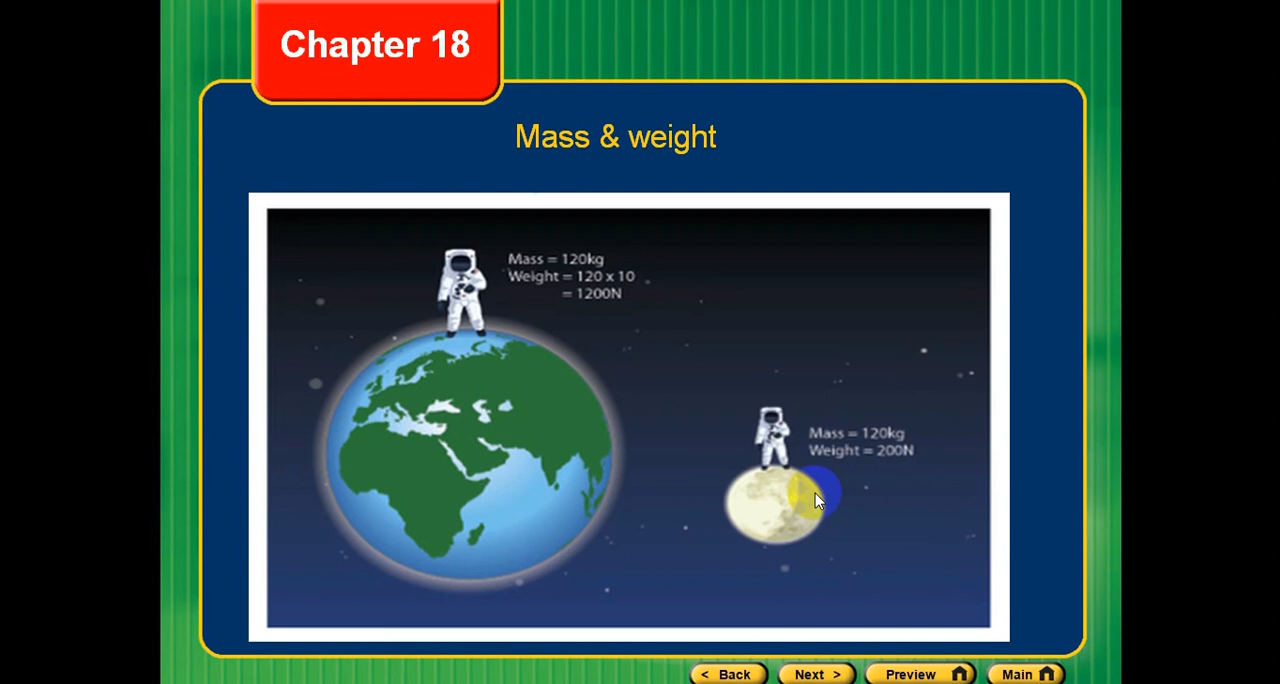 Chapter 18
Mass & weight
Mass = 120kg
Weight = 120 x 10
= 1200N
Mass = 120kg
Weight = 200N
< Back
Next >
Preview
Main